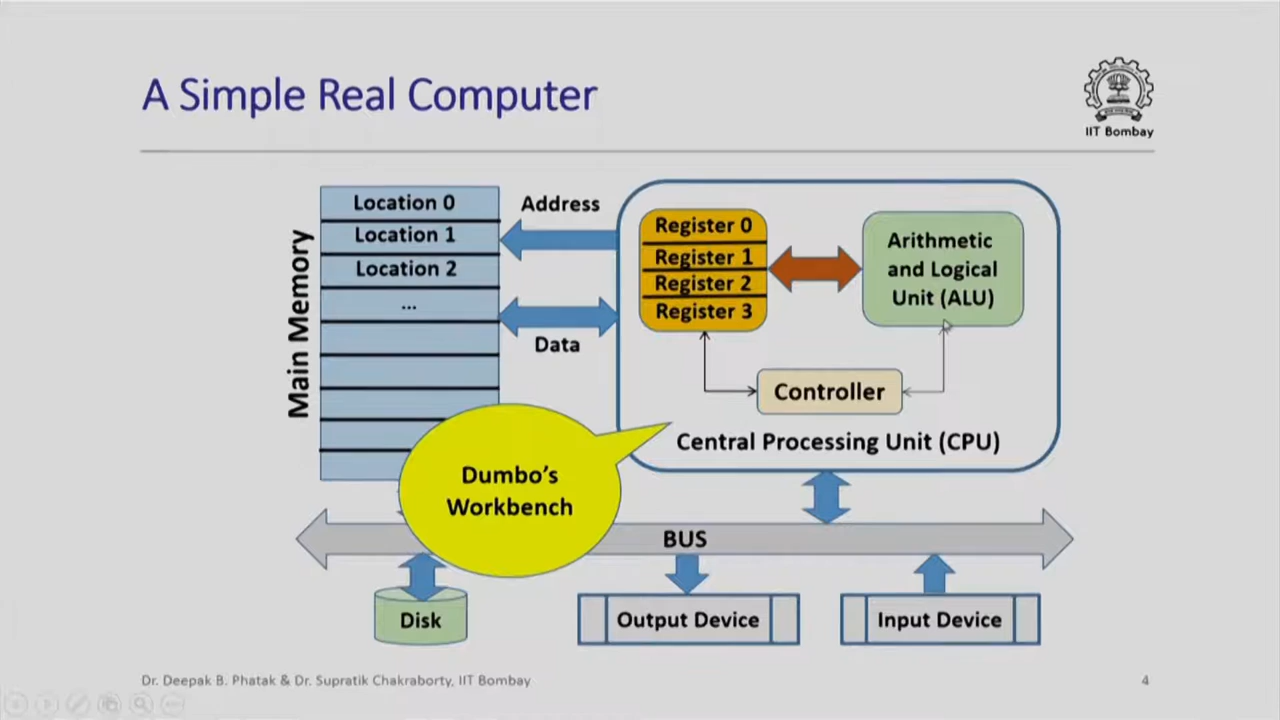 A Simple Real Computer
IIT Bombay
Main Memory
Location 0
Location 1
Location 2
...
Address
Data
Register 0
Register 1
Register 2
Register 3
Arithmetic
and Logical
Unit (ALU)
Controller
Central Processing Unit (CPU)
Dumbo's
Workbench
BUS
Disk
Output Device
Input Device
Dr. Deepak B. Phatak & Dr. Supratik Chakraborty, IIT Bombay
4